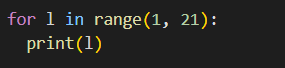 for l in range(1, 21):
  print(l)